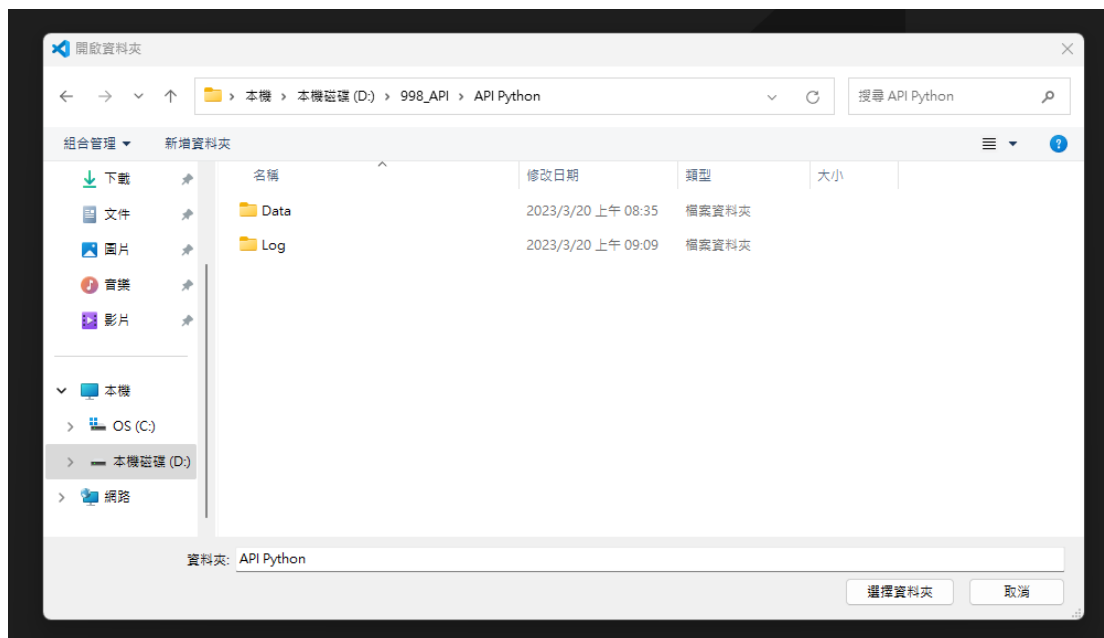 開啟資料夾
本機 › 本機磁碟 (D:) › 998_API › API Python
搜尋 API Python
組合管理
新增資料夾
?
下載
文件
圖片
音樂
影片
本機
OS (C:)
本機磁碟 (D:)
網路
名稱 修改日期 類型 大小
Data 2023/3/20 上午 08:35 檔案資料夾
Log 2023/3/20 上午 09:09 檔案資料夾
資料夾: API Python
選擇資料夾 取消